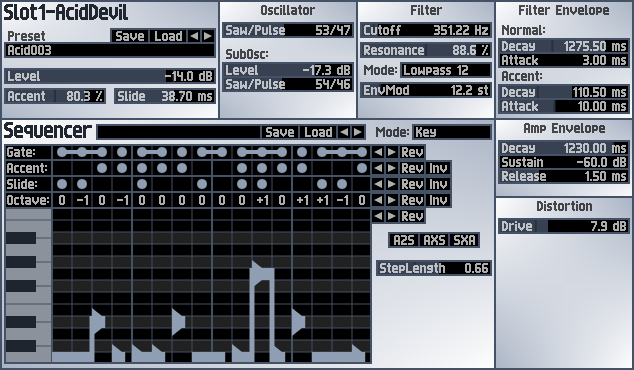 Slot1-AcidDevil
Preset Save Load
Acid003
Level -14.0 dB
Accent 80.3 % Slide 38.70 ms
Oscillator
Saw/Pulse 53/47
SubOsc:
Level -17.3 dB
Saw/Pulse 54/46
Filter
Cutoff 351.22 Hz
Resonance 88.6 %
Mode: Lowpass 12
EnvMod 12.2 st
Filter Envelope
Normal:
Decay 1275.50 ms
Attack 3.00 ms
Accent:
Decay 110.50 ms
Attack 10.00 ms
Sequencer Save Load Mode: Key
Gate: Rev
Accent: Rev Inv
Slide: Rev Inv
Octave: 0 -1 0 -1 0 0 0 0 0 0 +1 0 +1 +1 -1 0 Rev Inv
Rev
A2S AXS SXA
StepLength 0.66
Amp Envelope
Decay 1230.00 ms
Sustain -60.0 dB
Release 1.50 ms
Distortion
Drive 7.9 dB